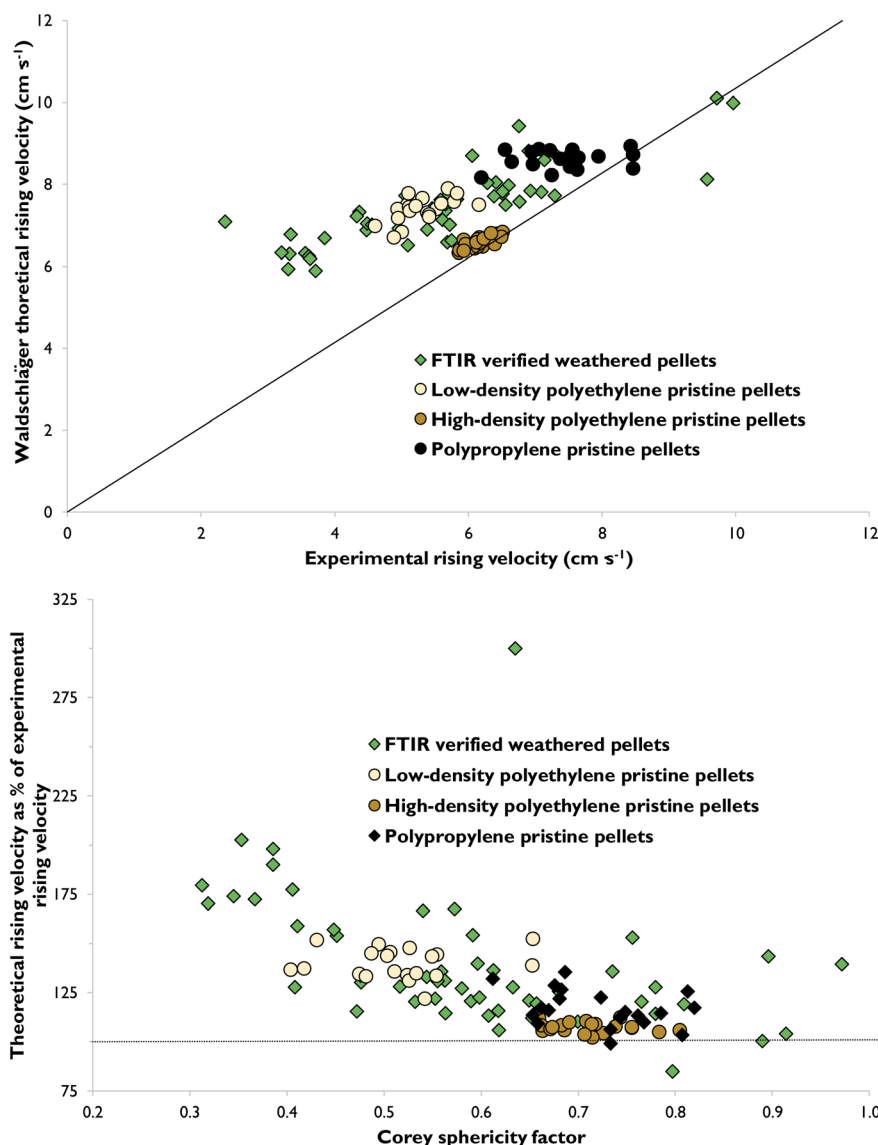 12
10
8
6
4
2
0
Waldschläger thoretical rising velocity (cm s-1)
0 2 4 6 8 10 12
Experimental rising velocity (cm s-1)
FTIR verified weathered pellets
Low-density polyethylene pristine pellets
High-density polyethylene pristine pellets
Polypropylene pristine pellets
325
275
225
175
125
75
Theoretical rising velocity as % of experimental
rising velocity
FTIR verified weathered pellets
Low-density polyethylene pristine pellets
High-density polyethylene pristine pellets
Polypropylene pristine pellets
0.2 0.3 0.4 0.5 0.6 0.7 0.8 0.9 1.0
Corey sphericity factor